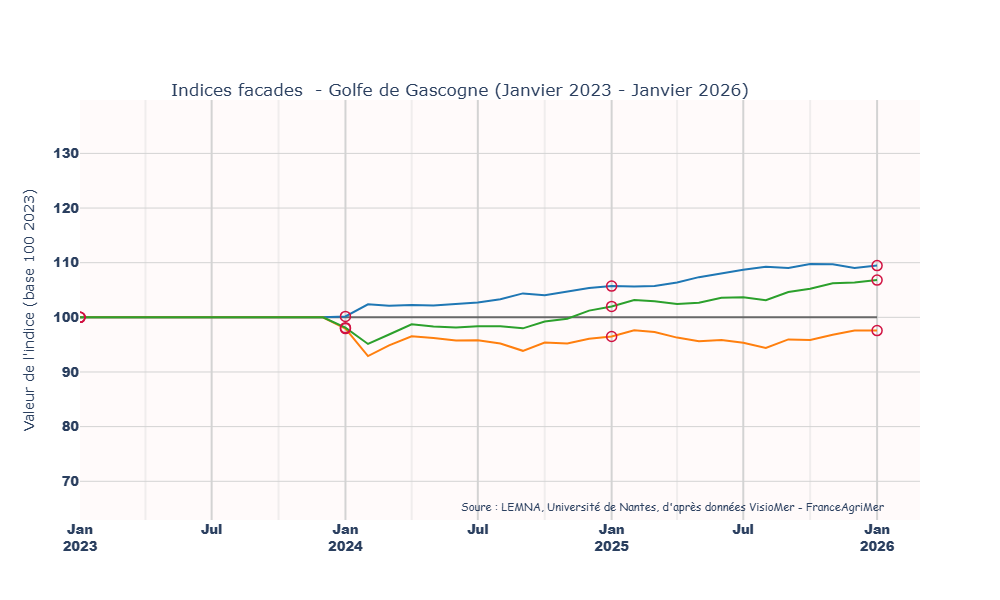 Indices facades  - Golfe de Gascogne (Janvier 2023 - Janvier 2026)
Valeur de l'indice (base 100 2023)
130
120
110
100
90
80
70
Soure : LEMNA, Université de Nantes, d'après données VisioMer - FranceAgriMer
Jan Jul Jan Jul Jan Jul Jan
2023 2024 2025 2026